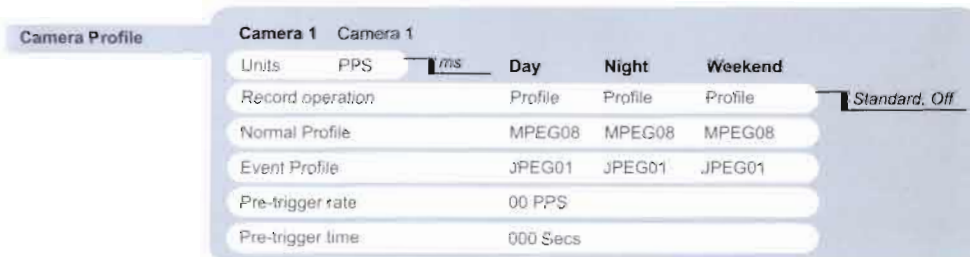 Camera Profile
Camera 1 Camera 1
Units PPS ms Day Night Weekend
Record operation Profile Profile Profile Standard, Off
Normal Profile MPEG08 MPEG08 MPEG08
Event Profile JPEG01 JPEG01 JPEG01
Pre-trigger rate 00 PPS
Pre-trigger time 000 Secs